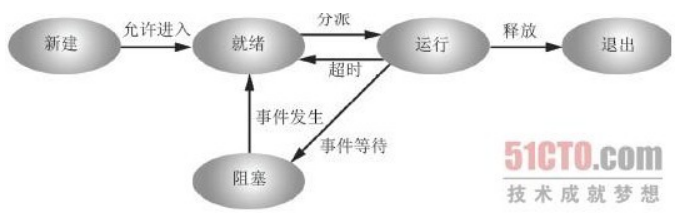 新建
允许进入
就绪
分派
超时
运行
释放
退出
事件发生
事件等待
阻塞
51CTO.com
技术成就梦想